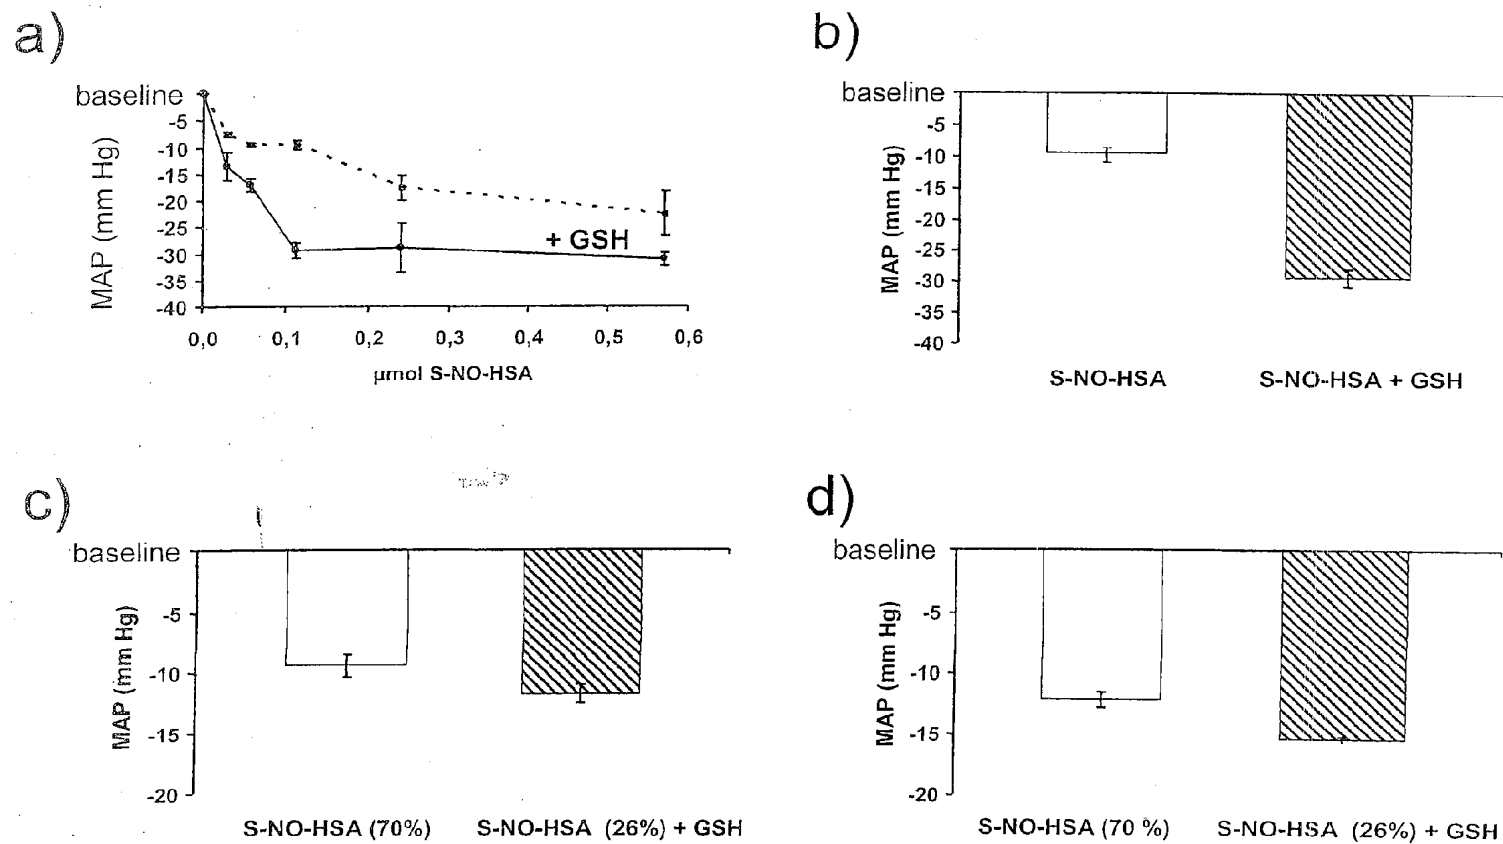 a)
baseline
-5
-10
-15
-20
-25
-30
-35
-40
MAP (mm Hg)
+ GSH
0,0 0,1 0,2 0,3 0,4 0,5 0,6
µmol S-NO-HSA
b)
baseline
-5
-10
-15
-20
-25
-30
-35
-40
MAP (mm Hg)
S-NO-HSA S-NO-HSA + GSH
c)
baseline
-5
-10
-15
-20
MAP (mm Hg)
S-NO-HSA (70%) S-NO-HSA (26%) + GSH
d)
baseline
-5
-10
-15
-20
MAP (mm Hg)
S-NO-HSA (70 %) S-NO-HSA (26%) + GSH